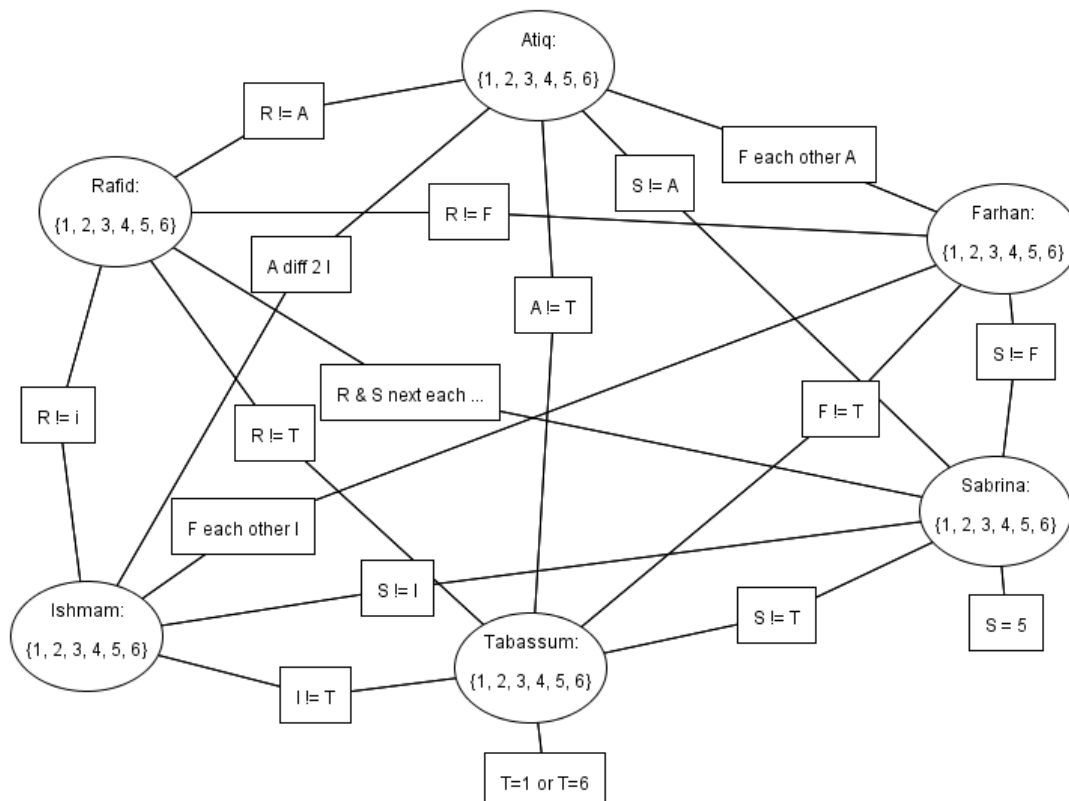 Atiq:
{1, 2, 3, 4, 5, 6}
R != A
F each other A
Rafid:
{1, 2, 3, 4, 5, 6}
S != A
R != F
Farhan:
{1, 2, 3, 4, 5, 6}
A diff 2 I
A != T
S != F
R & S next each ...
R != i
R != T
F != T
Sabrina:
{1, 2, 3, 4, 5, 6}
F each other I
S != I
Ishmam:
{1, 2, 3, 4, 5, 6}
S != T
S = 5
Tabassum:
{1, 2, 3, 4, 5, 6}
I != T
T=1 or T=6